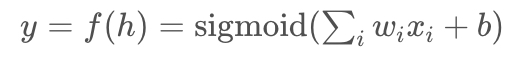 y = f(h) = sigmoid(∑ᵢ wᵢxᵢ + b)